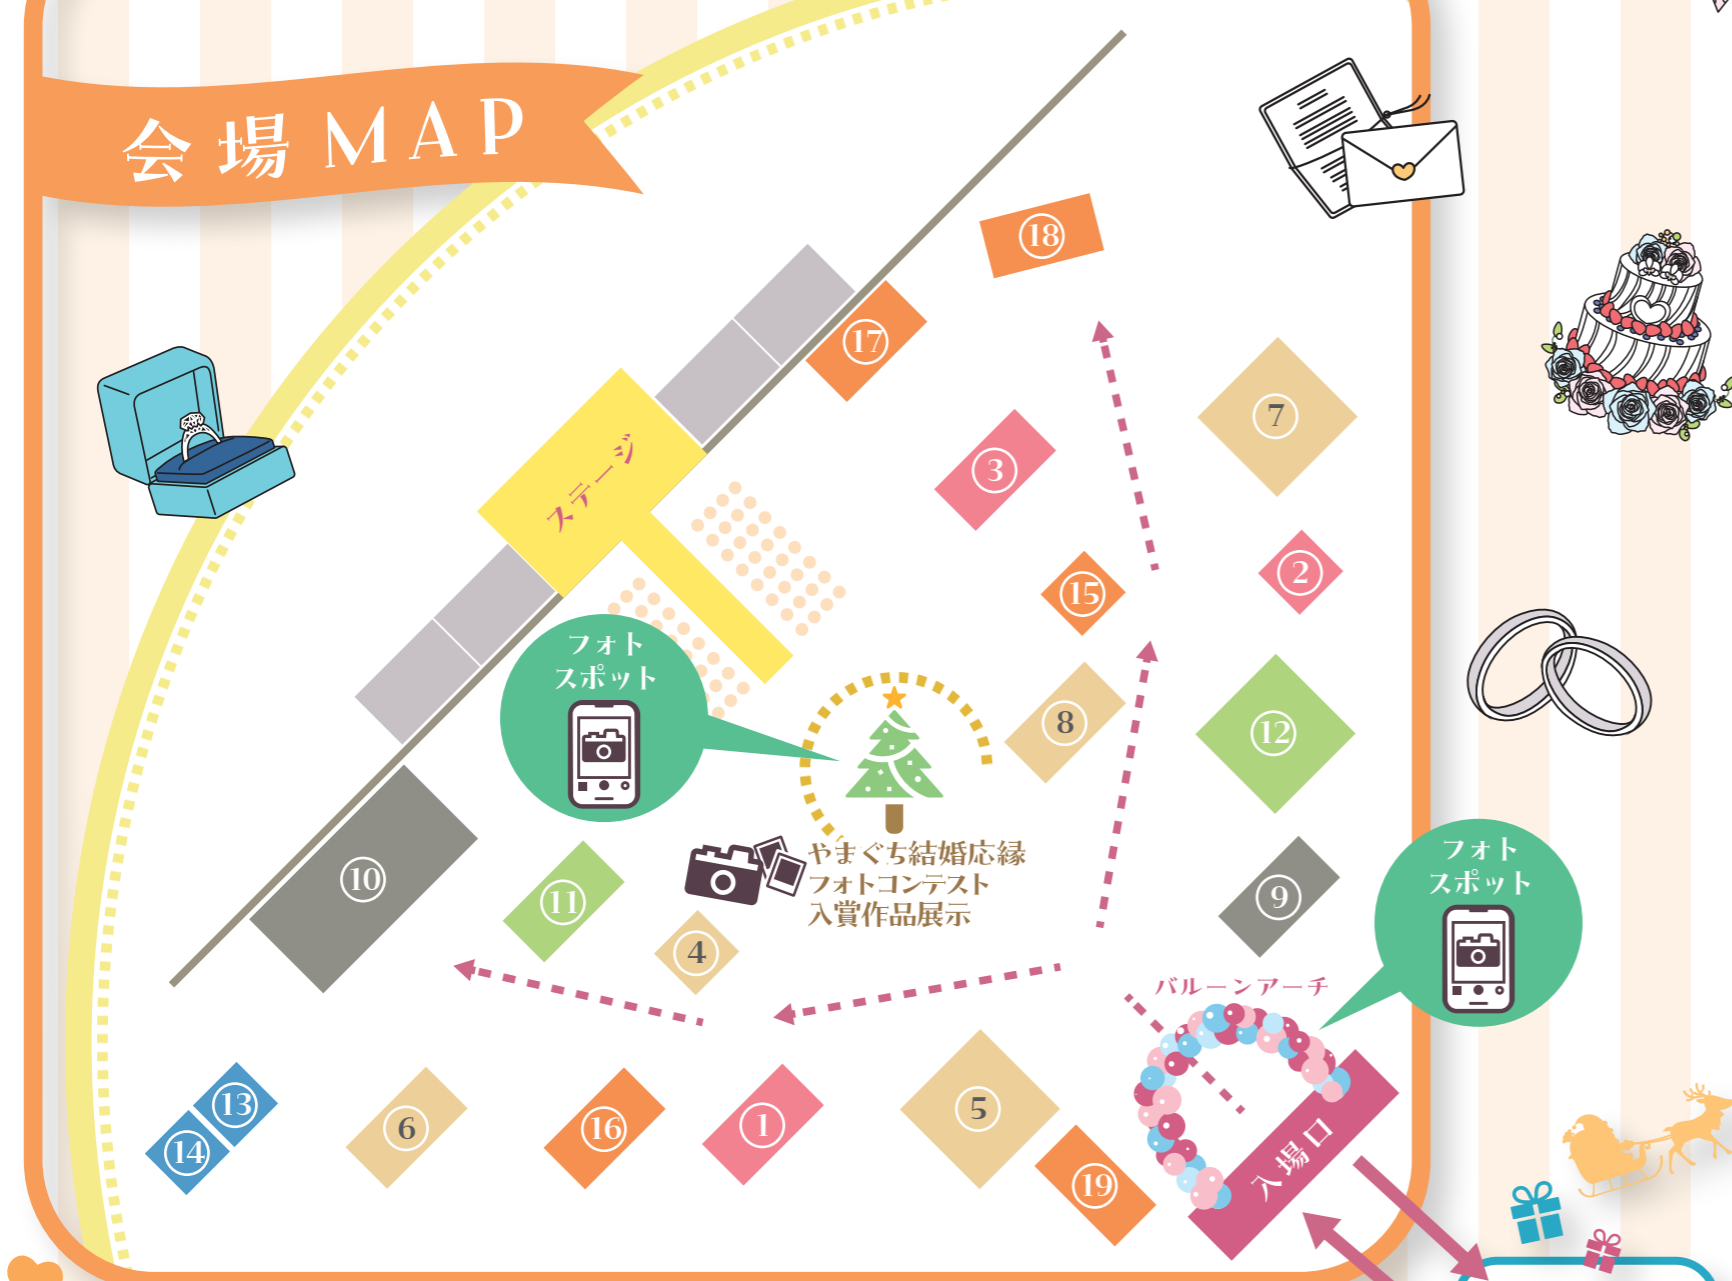 会場MAP
⑱
⑰
⑦
ステージ
③
②
⑮
フォト
スポット
⑧
⑫
やまぐち結婚応縁
フォトコンテスト
入賞作品展示
⑩
⑪
④
⑨
フォト
スポット
バルーンアーチ
⑬
⑭
⑥
⑯
①
⑤
⑲
入場口